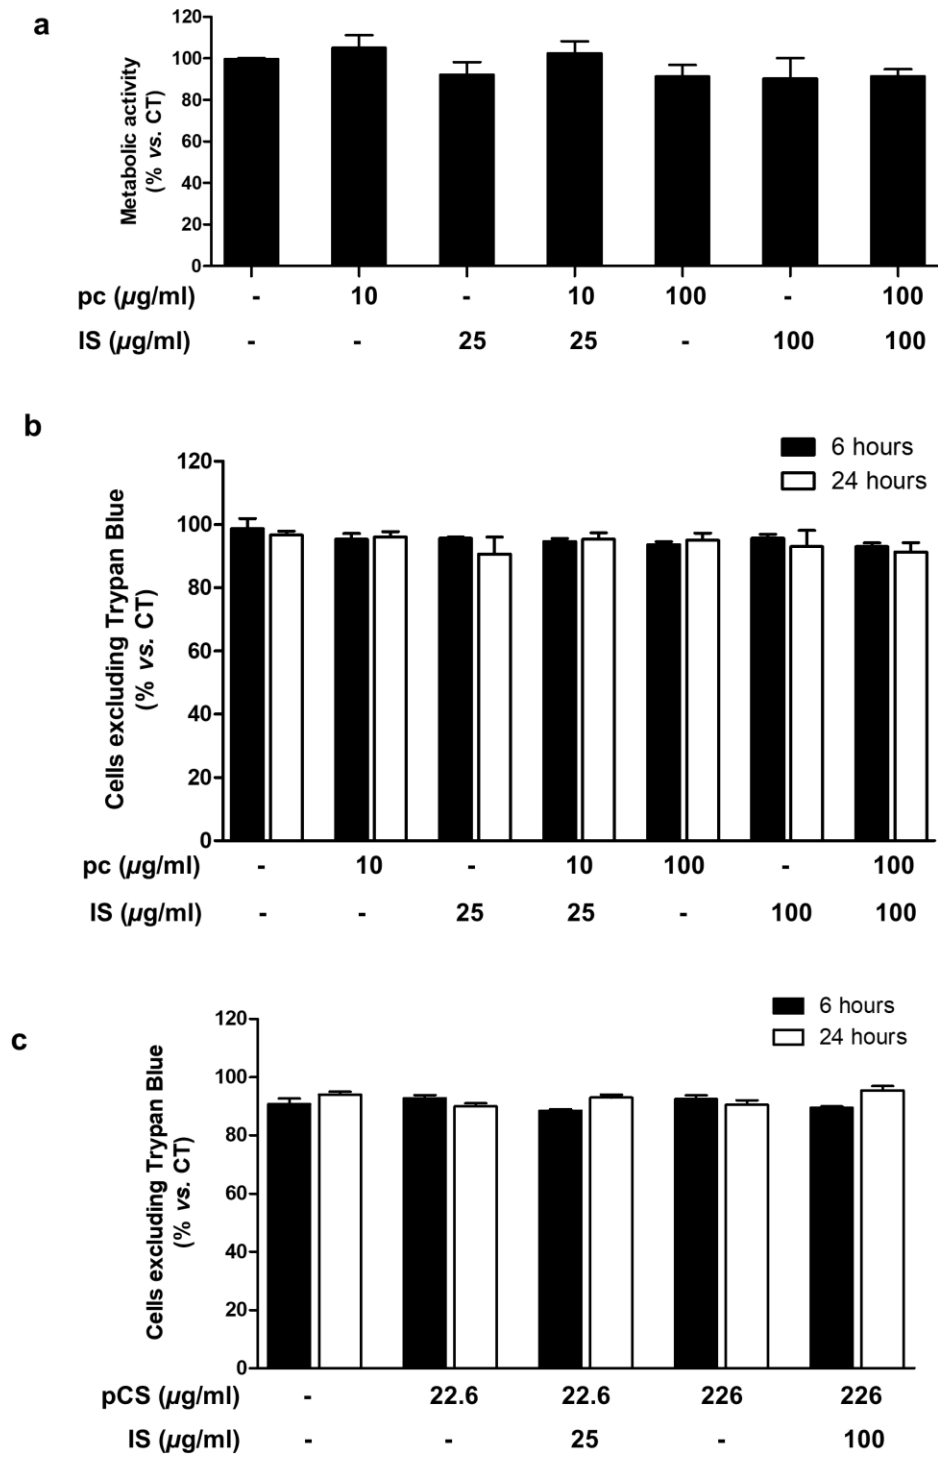 a
120
100
80
60
40
20
0
Metabolic activity
(% vs. CT)
pc (µg/ml) - 10 - 10 100 - 100
IS (µg/ml) - - 25 25 - 100 100
b
6 hours
24 hours
120
100
80
60
40
20
0
Cells excluding Trypan Blue
(% vs. CT)
pc (µg/ml) - 10 - 10 100 - 100
IS (µg/ml) - - 25 25 - 100 100
c
6 hours
24 hours
120
100
80
60
40
20
0
Cells excluding Trypan Blue
(% vs. CT)
pCS (µg/ml) - 22.6 22.6 226 226
IS (µg/ml) - - 25 - 100